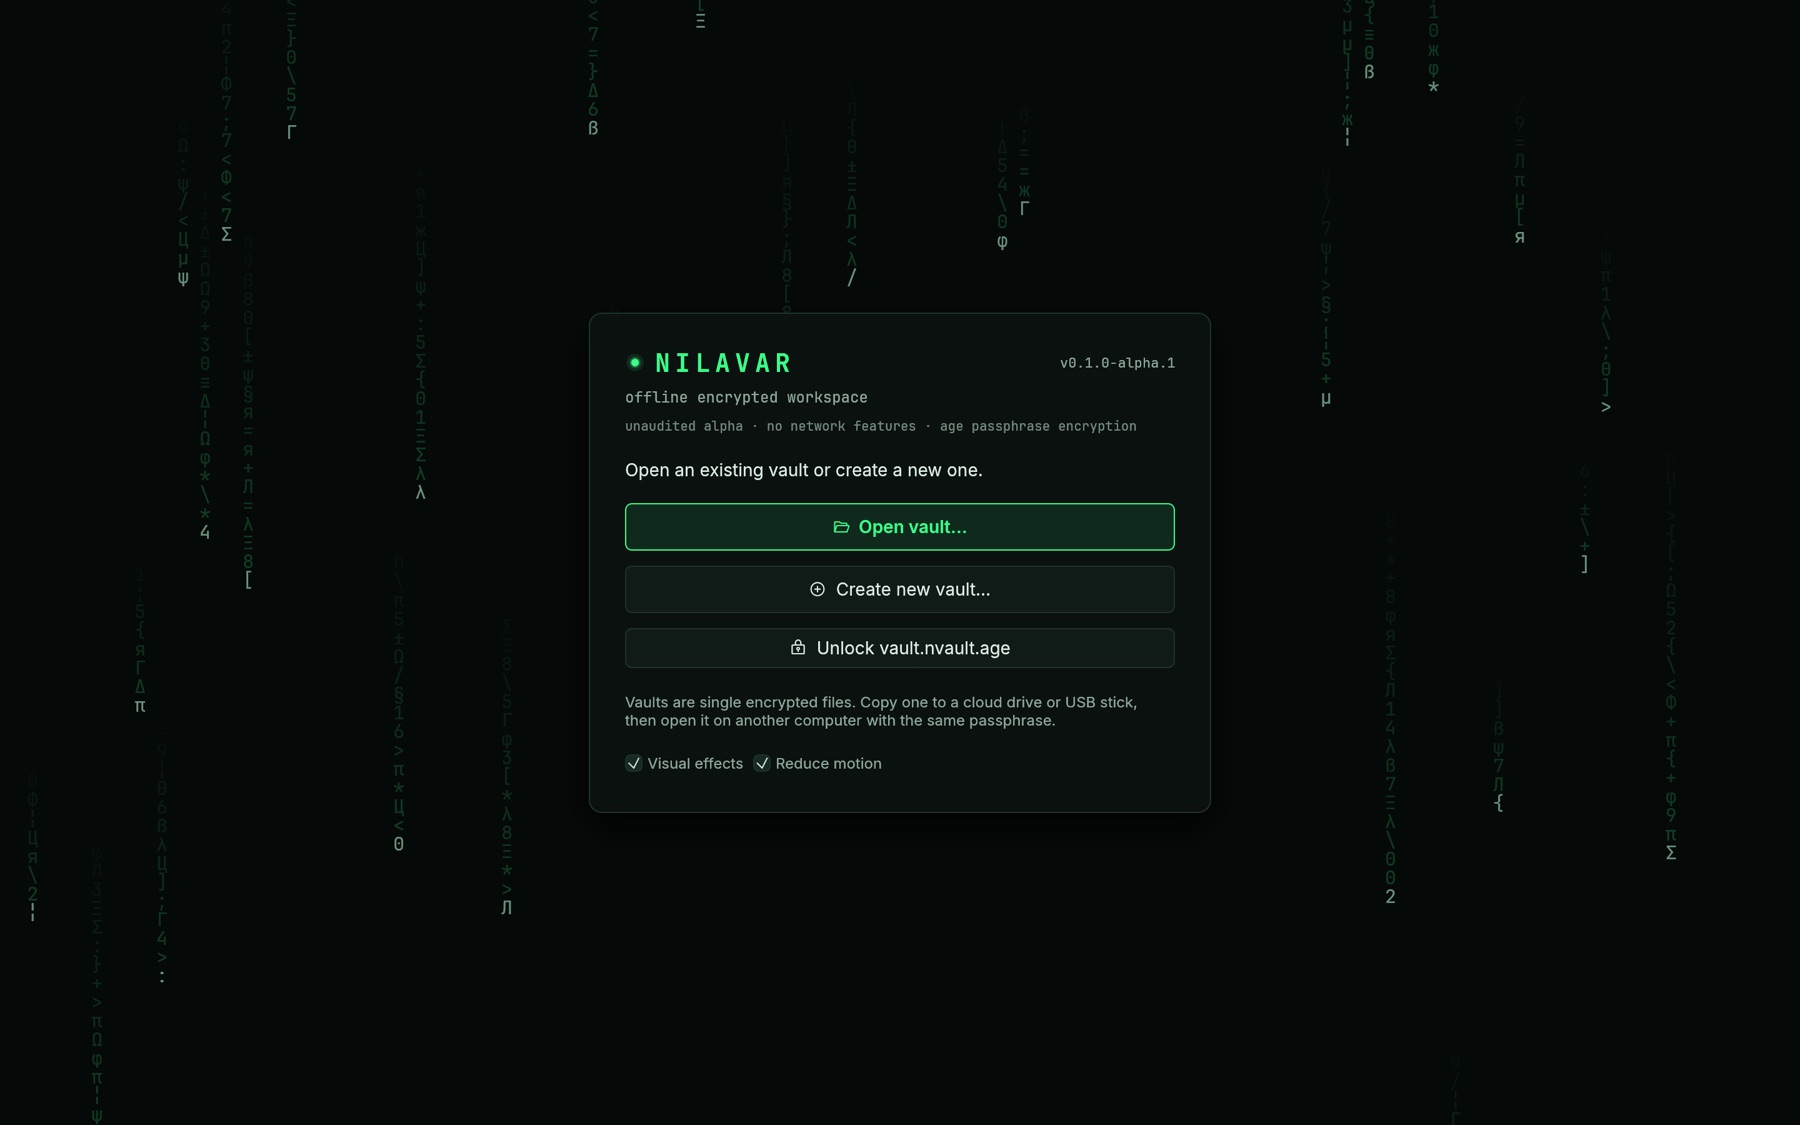 NILAVAR
v0.1.0-alpha.1
offline encrypted workspace
unaudited alpha · no network features · age passphrase encryption
Open an existing vault or create a new one.
Open vault...
Create new vault...
Unlock vault.nvault.age
Vaults are single encrypted files. Copy one to a cloud drive or USB stick,
then open it on another computer with the same passphrase.
Visual effects
Reduce motion